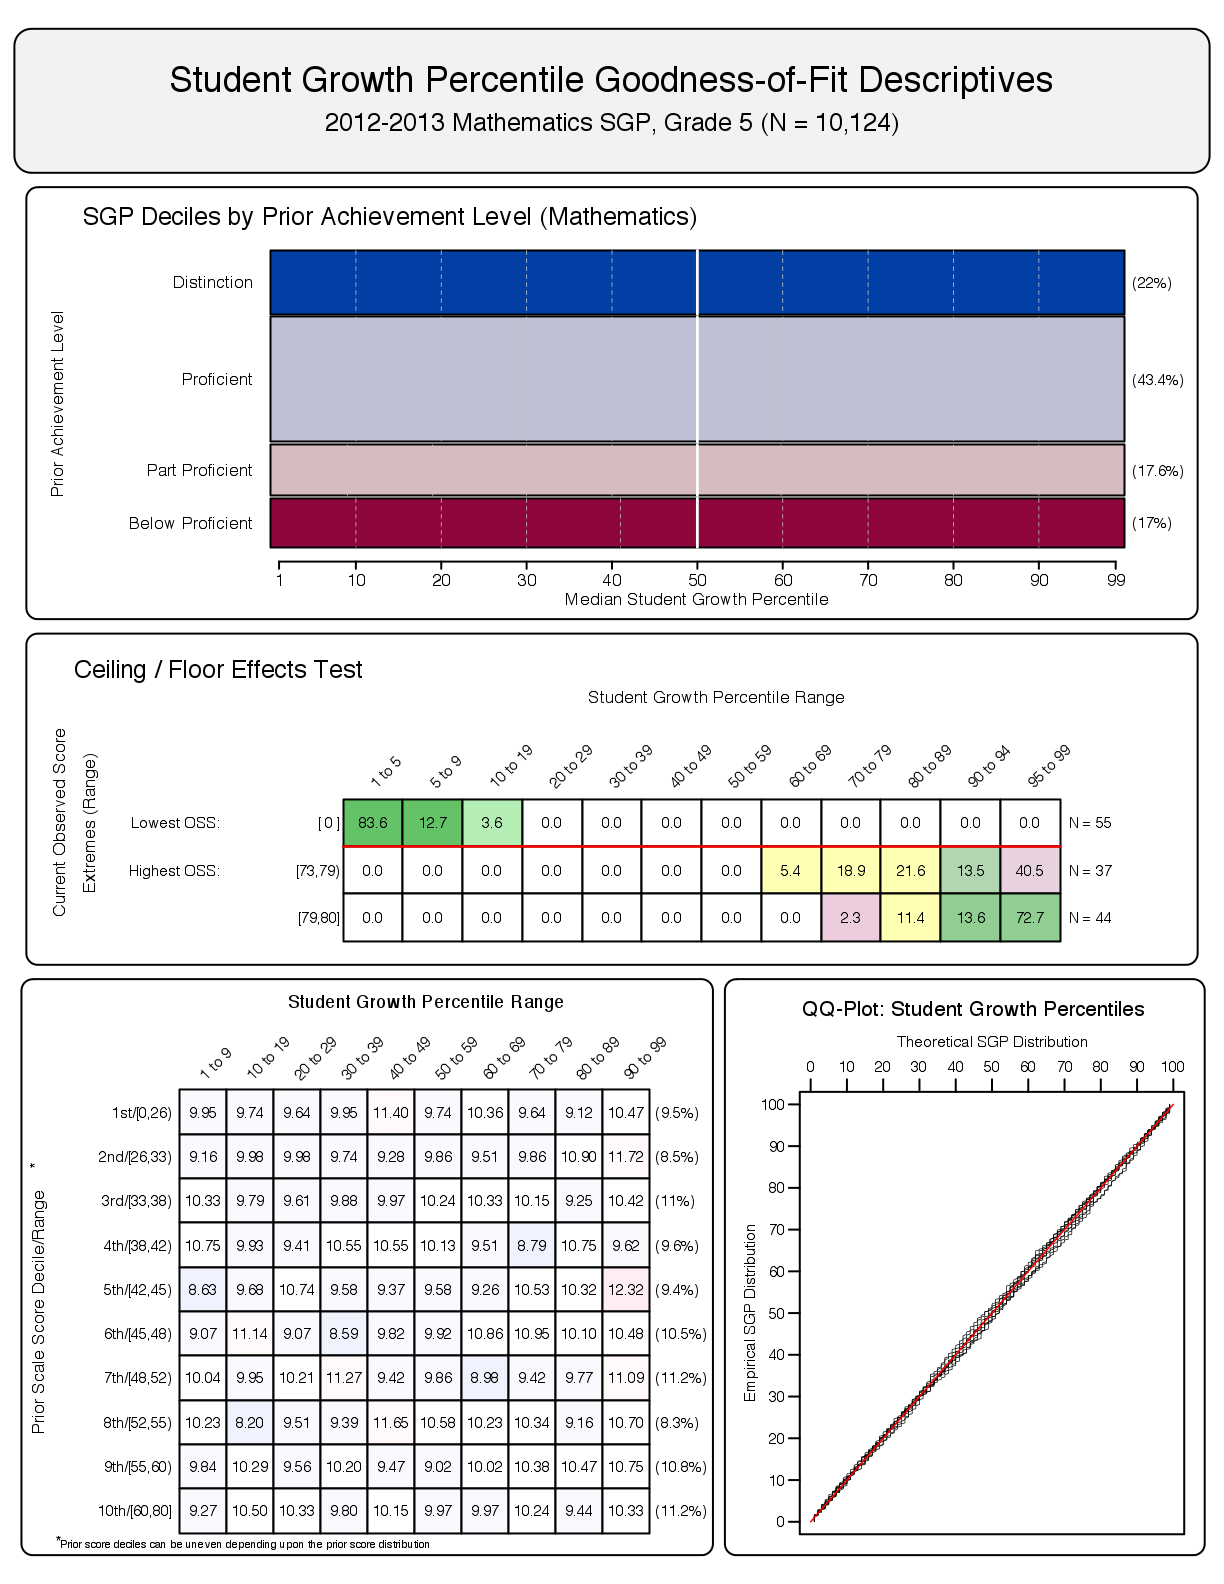 Student Growth Percentile Goodness-of-Fit Descriptives
2012-2013 Mathematics SGP, Grade 5 (N = 10,124)
SGP Deciles by Prior Achievement Level (Mathematics)
Prior Achievement Level
Distinction (22%)
Proficient (43.4%)
Part Proficient (17.6%)
Below Proficient (17%)
1 10 20 30 40 50 60 70 80 90 99
Median Student Growth Percentile
Ceiling / Floor Effects Test
Student Growth Percentile Range
Current Observed Score
Extremes (Range)
1 to 5 5 to 9 10 to 19 20 to 29 30 to 39 40 to 49 50 to 59 60 to 69 70 to 79 80 to 89 90 to 94 95 to 99
Lowest OSS: [ 0 ] 83.6 12.7 3.6 0.0 0.0 0.0 0.0 0.0 0.0 0.0 0.0 0.0 N = 55
Highest OSS: [73,79) 0.0 0.0 0.0 0.0 0.0 0.0 0.0 5.4 18.9 21.6 13.5 40.5 N = 37
[79,80] 0.0 0.0 0.0 0.0 0.0 0.0 0.0 0.0 2.3 11.4 13.6 72.7 N = 44
Student Growth Percentile Range
1 to 9 10 to 19 20 to 29 30 to 39 40 to 49 50 to 59 60 to 69 70 to 79 80 to 89 90 to 99
Prior Scale Score Decile/Range *
1st/[0,26) 9.95 9.74 9.64 9.95 11.40 9.74 10.36 9.64 9.12 10.47 (9.5%)
2nd/[26,33) 9.16 9.98 9.98 9.74 9.28 9.86 9.51 9.86 10.90 11.72 (8.5%)
3rd/[33,38) 10.33 9.79 9.61 9.88 9.97 10.24 10.33 10.15 9.25 10.42 (11%)
4th/[38,42) 10.75 9.93 9.41 10.55 10.55 10.13 9.51 8.79 10.75 9.62 (9.6%)
5th/[42,45) 8.63 9.68 10.74 9.58 9.37 9.58 9.26 10.53 10.32 12.32 (9.4%)
6th/[45,48) 9.07 11.14 9.07 8.59 9.82 9.92 10.86 10.95 10.10 10.48 (10.5%)
7th/[48,52) 10.04 9.95 10.21 11.27 9.42 9.86 8.98 9.42 9.77 11.09 (11.2%)
8th/[52,55) 10.23 8.20 9.51 9.39 11.65 10.58 10.23 10.34 9.16 10.70 (8.3%)
9th/[55,60) 9.84 10.29 9.56 10.20 9.47 9.02 10.02 10.38 10.47 10.75 (10.8%)
10th/[60,80] 9.27 10.50 10.33 9.80 10.15 9.97 9.97 10.24 9.44 10.33 (11.2%)
*Prior score deciles can be uneven depending upon the prior score distribution
QQ-Plot: Student Growth Percentiles
Theoretical SGP Distribution
0 10 20 30 40 50 60 70 80 90 100
Empirical SGP Distribution
100
90
80
70
60
50
40
30
20
10
0